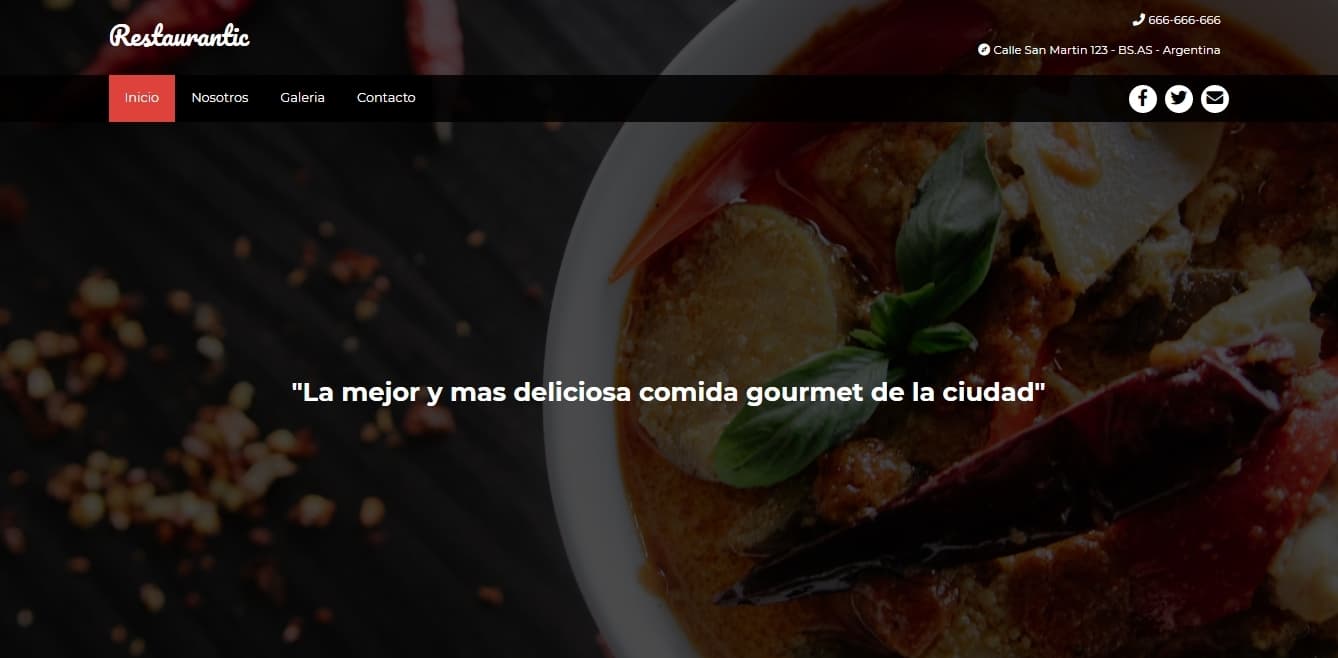 Restaurantic
666-666-666
Calle San Martin 123 - BS.AS - Argentina
Inicio Nosotros Galeria Contacto
"La mejor y mas deliciosa comida gourmet de la ciudad"